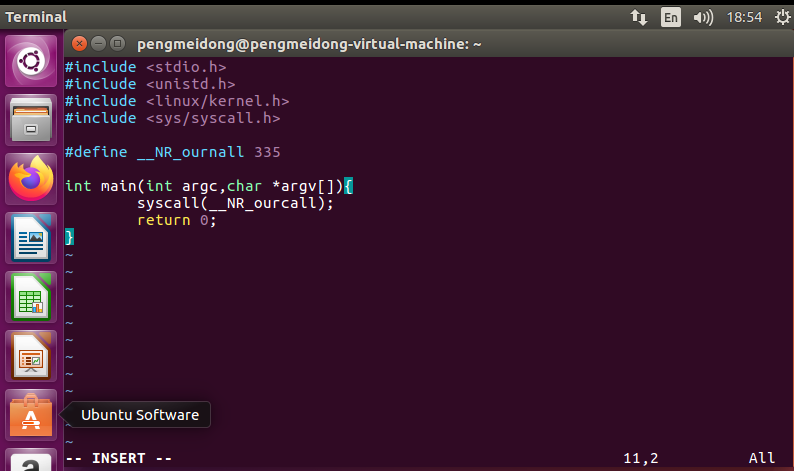 Terminal
En
18:54
pengmeidong@pengmeidong-virtual-machine: ~
#include <stdio.h>
#include <unistd.h>
#include <linux/kernel.h>
#include <sys/syscall.h>
#define __NR_ournall 335
int main(int argc,char *argv[]){
        syscall(__NR_ourcall);
        return 0;
}
~
~
~
~
~
~
~
~
~
Ubuntu Software
~
~
~
-- INSERT --
11,2
All